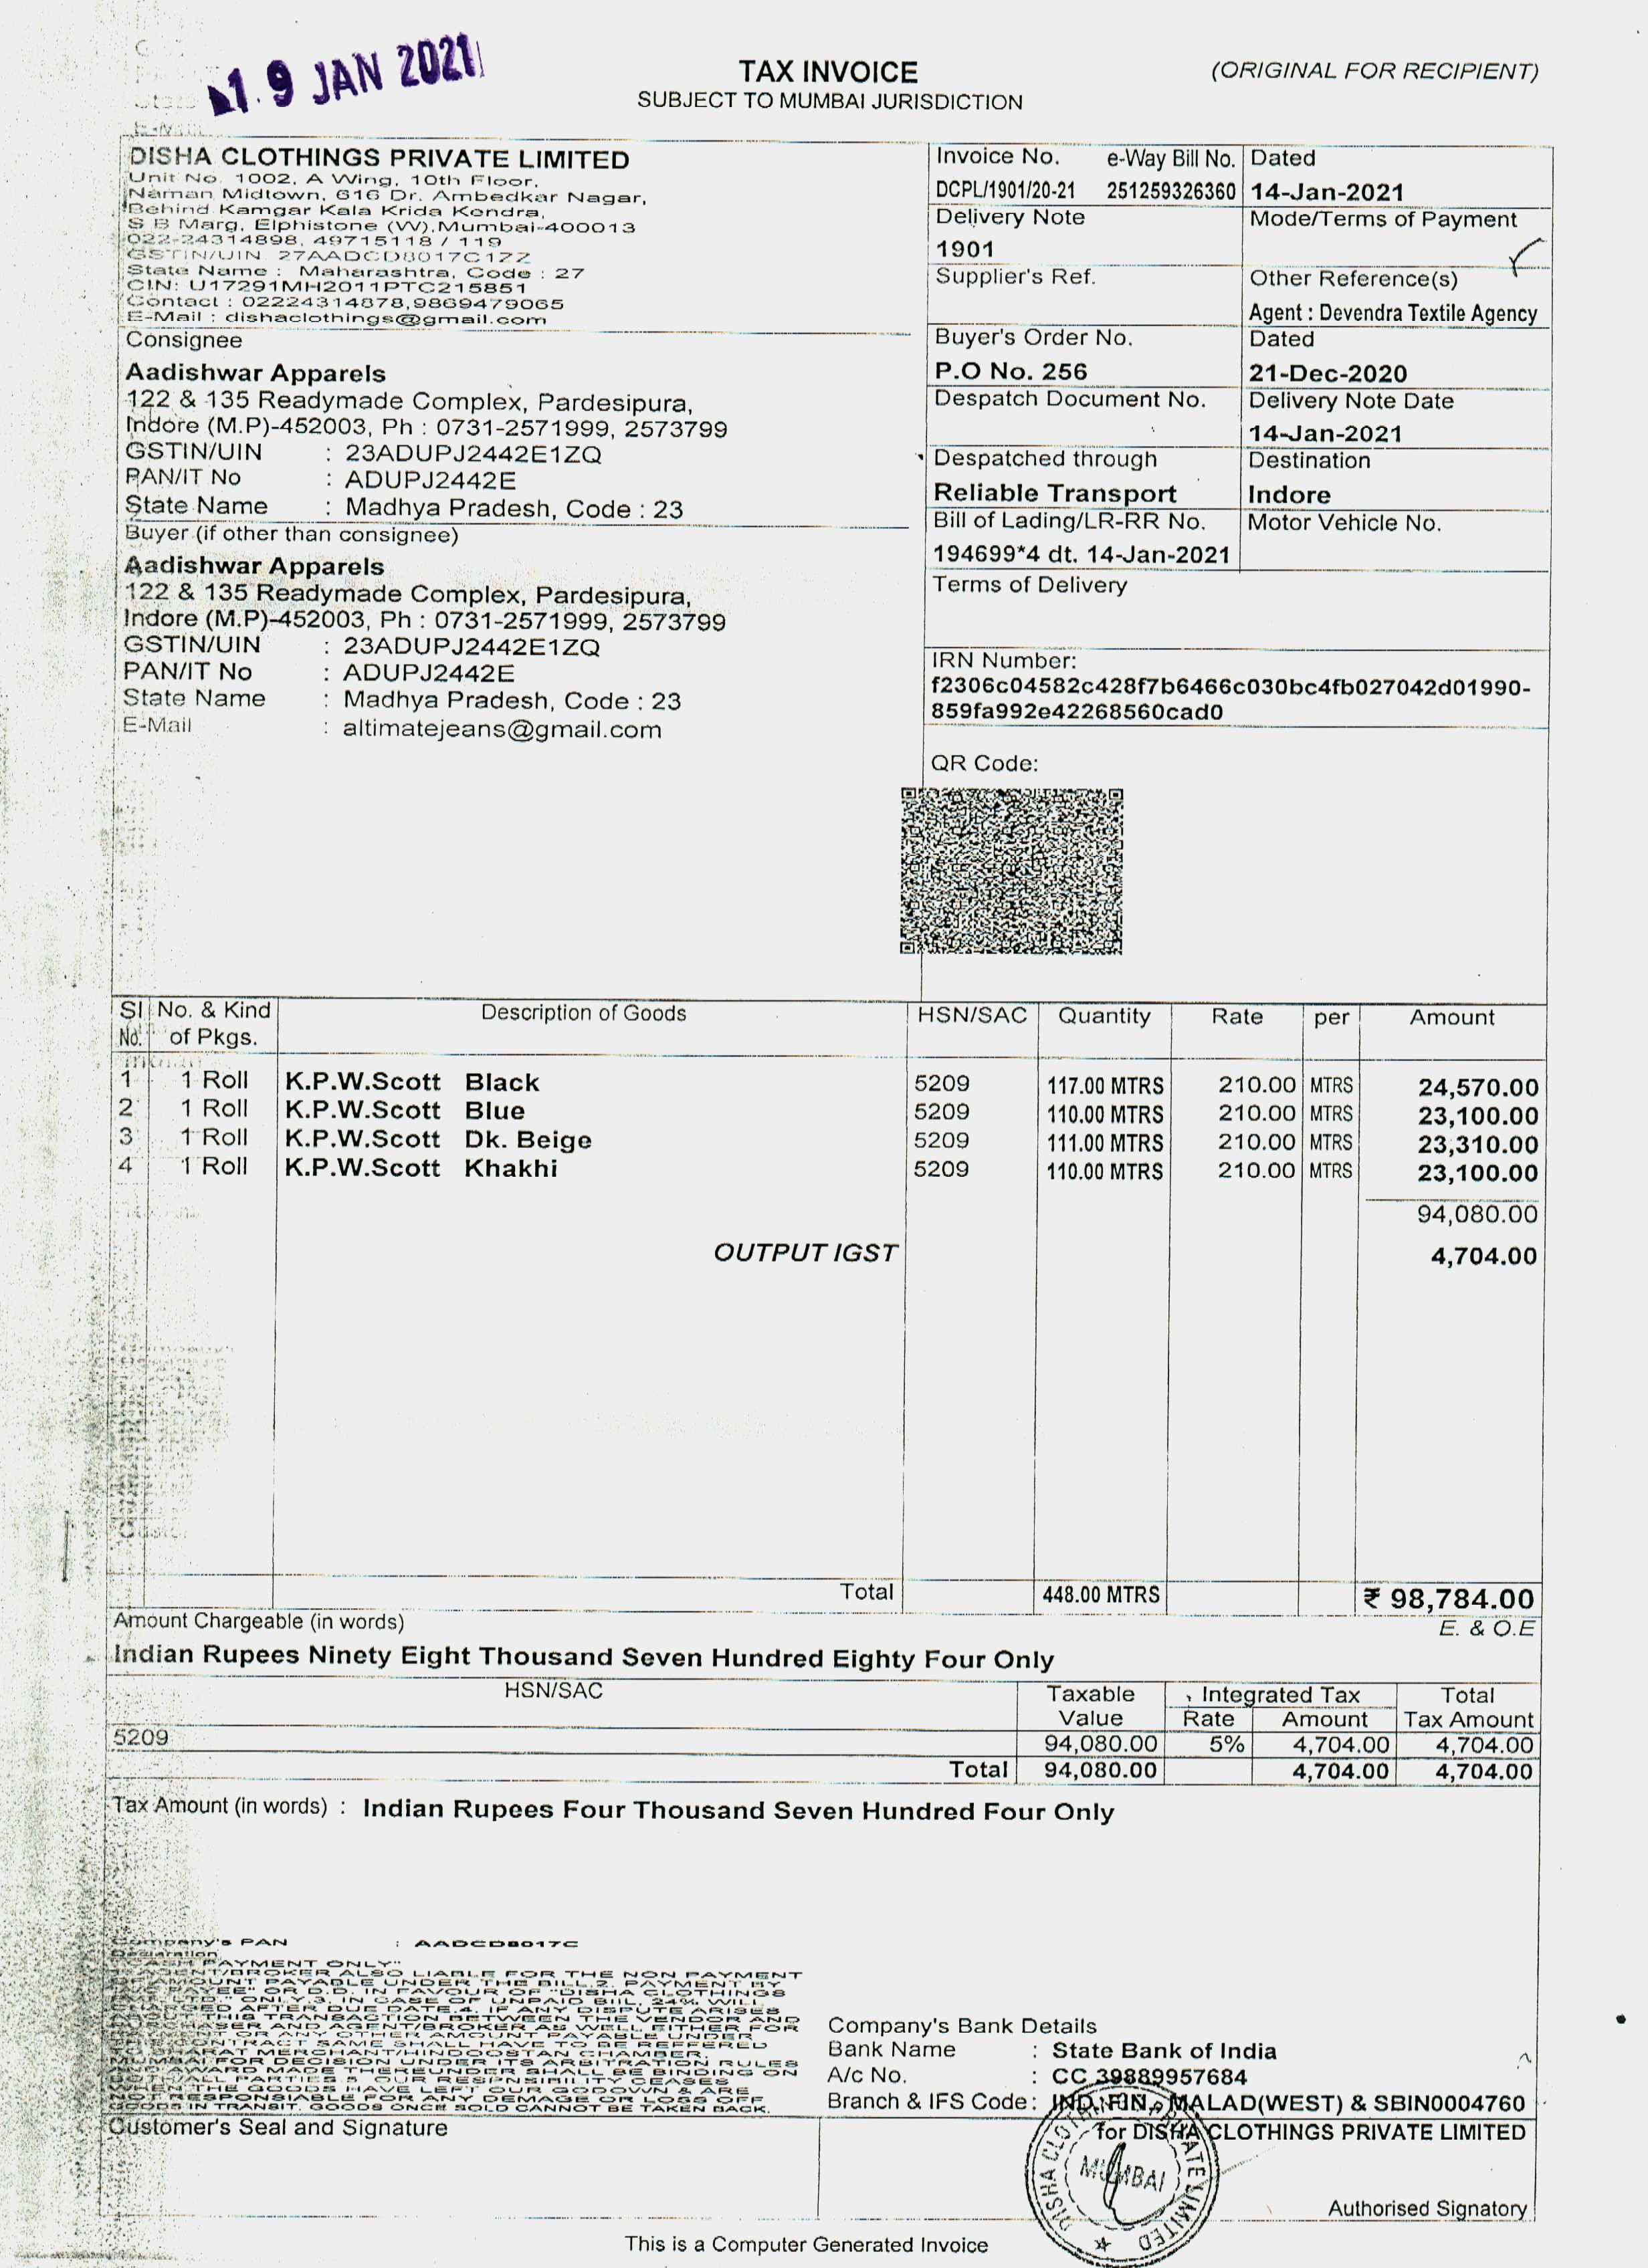 19 JAN 2021
TAX INVOICE
(ORIGINAL FOR RECIPIENT)
SUBJECT TO MUMBAI JURISDICTION
DISHA CLOTHINGS PRIVATE LIMITED
Unit No. 1002, A Wing, 10th Floor,
Naman Midtown, 616 Dr. Ambedkar Nagar,
Behind Kamgar Kala Krida Kendra,
S B Marg, Elphistone (W), Mumbai-400013
022-24314898, 49715118 / 119
GSTIN/UIN 27AADCD8017C1ZZ
State Name : Maharashtra, Code : 27
CIN: U17291MH2011PTC215851
Contact : 02224314878,9869479065
E-Mail : dishaclothings@gmail.com
Invoice No. e-Way Bill No. Dated
DCPL/1901/20-21 251259326360 14-Jan-2021
Delivery Note Mode/Terms of Payment
1901
Supplier's Ref. Other Reference(s)
Agent : Devendra Textile Agency
Buyer's Order No. Dated
P.O No. 256 21-Dec-2020
Despatch Document No. Delivery Note Date
14-Jan-2021
Despatched through Destination
Reliable Transport Indore
Bill of Lading/LR-RR No. Motor Vehicle No.
194699*4 dt. 14-Jan-2021
Terms of Delivery
Consignee
Aadishwar Apparels
122 & 135 Readymade Complex, Pardesipura,
Indore (M.P)-452003, Ph : 0731-2571999, 2573799
GSTIN/UIN : 23ADUPJ2442E1ZQ
PAN/IT No : ADUPJ2442E
State Name : Madhya Pradesh, Code : 23
Buyer (if other than consignee)
Aadishwar Apparels
122 & 135 Readymade Complex, Pardesipura,
Indore (M.P)-452003, Ph : 0731-2571999, 2573799
GSTIN/UIN : 23ADUPJ2442E1ZQ
PAN/IT No : ADUPJ2442E
State Name : Madhya Pradesh, Code : 23
E-Mail : altimatejeans@gmail.com
IRN Number:
f2306c04582c428f7b6466c030bc4fb027042d01990-
859fa992e42268560cad0
QR Code:
Sl No. & Kind Description of Goods HSN/SAC Quantity Rate per Amount
No. of Pkgs.
1 1 Roll K.P.W.Scott Black 5209 117.00 MTRS 210.00 MTRS 24,570.00
2 1 Roll K.P.W.Scott Blue 5209 110.00 MTRS 210.00 MTRS 23,100.00
3 1 Roll K.P.W.Scott Dk. Beige 5209 111.00 MTRS 210.00 MTRS 23,310.00
4 1 Roll K.P.W.Scott Khakhi 5209 110.00 MTRS 210.00 MTRS 23,100.00
94,080.00
OUTPUT IGST 4,704.00
Total 448.00 MTRS ₹ 98,784.00
Amount Chargeable (in words) E. & O.E
Indian Rupees Ninety Eight Thousand Seven Hundred Eighty Four Only
HSN/SAC Taxable Integrated Tax Total
Value Rate Amount Tax Amount
5209 94,080.00 5% 4,704.00 4,704.00
Total 94,080.00 4,704.00 4,704.00
Tax Amount (in words) : Indian Rupees Four Thousand Seven Hundred Four Only
Company's PAN : AADCD8017C
Declaration
GOODS IN TRANSIT. GOODS ONCE SOLD CANNOT BE TAKEN BACK.
Company's Bank Details
Bank Name : State Bank of India
A/c No. : CC 39889957684
Branch & IFS Code : IND. FIN. MALAD(WEST) & SBIN0004760
Customer's Seal and Signature
for DISHA CLOTHINGS PRIVATE LIMITED
DISHA CLOTHINGS PRIVATE LIMITED
MUMBAI
Authorised Signatory
This is a Computer Generated Invoice